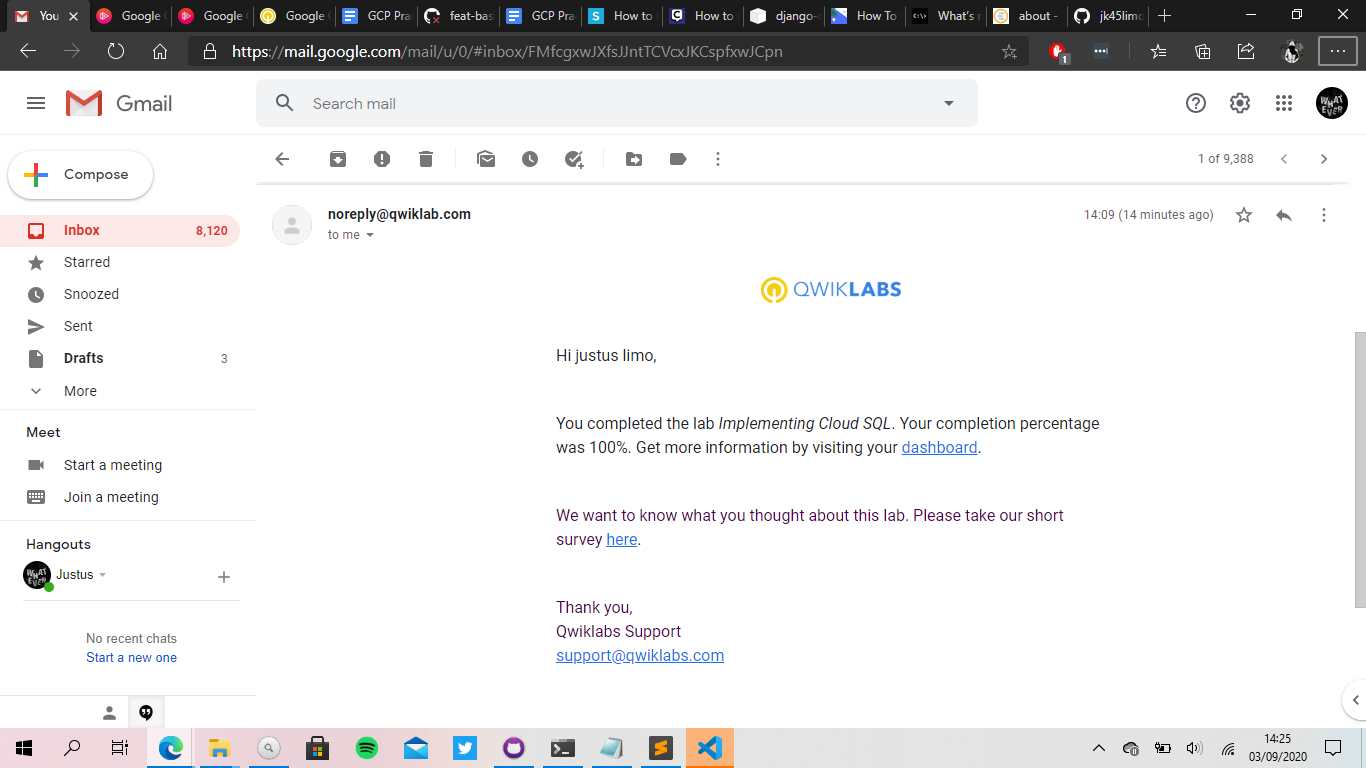 You
Google
Google
Google
GCP Pra
feat-bas
GCP Pra
How to
How to
django-
How To
What's r
about -
jk45limo
https://mail.google.com/mail/u/0/#inbox/FMfcgxwJXfsJJntTCVcxJKCspfxwJCpn
1
Gmail
Search mail
WHAT EVER
Compose
1 of 9,388
Inbox 8,120
Starred
Snoozed
Sent
Drafts 3
More
Meet
Start a meeting
Join a meeting
Hangouts
Justus
No recent chats
Start a new one
noreply@qwiklab.com
14:09 (14 minutes ago)
to me
QWIKLABS
Hi justus limo,
You completed the lab Implementing Cloud SQL. Your completion percentage
was 100%. Get more information by visiting your dashboard.
We want to know what you thought about this lab. Please take our short
survey here.
Thank you,
Qwiklabs Support
support@qwiklabs.com
14:25
03/09/2020